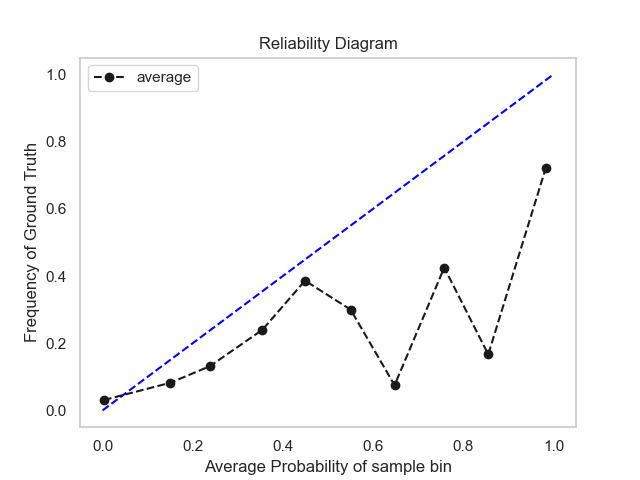 Reliability Diagram
average
Frequency of Ground Truth
1.0
0.8
0.6
0.4
0.2
0.0
0.0 0.2 0.4 0.6 0.8 1.0
Average Probability of sample bin